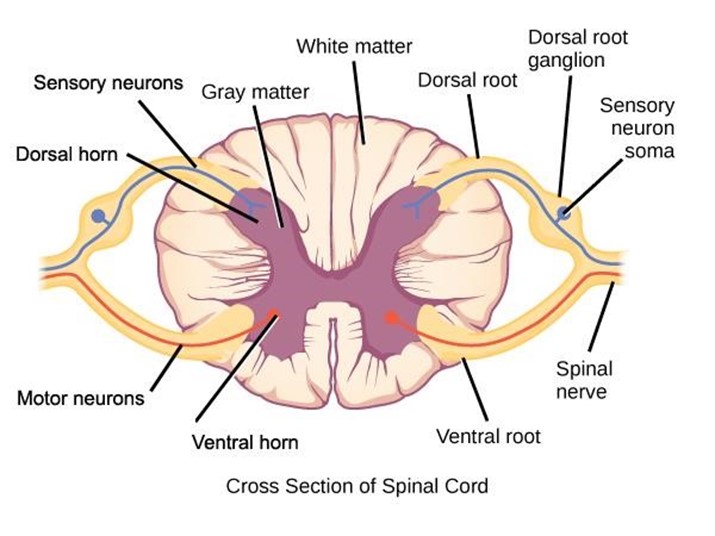 White matter
Dorsal root
ganglion
Sensory neurons
Gray matter
Dorsal root
Sensory
neuron
soma
Dorsal horn
Motor neurons
Ventral horn
Ventral root
Spinal
nerve
Cross Section of Spinal Cord